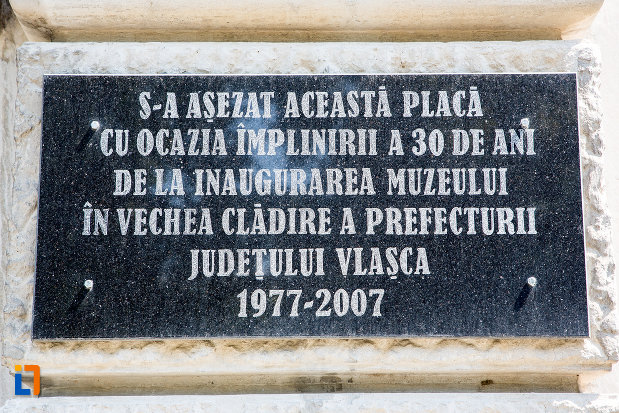 S-A AȘEZAT ACEASTĂ PLACĂ
CU OCAZIA ÎMPLINIRII A 30 DE ANI
DE LA INAUGURAREA MUZEULUI
ÎN VECHEA CLĂDIRE A PREFECTURII
JUDEȚULUI VLAȘCA
1977-2007